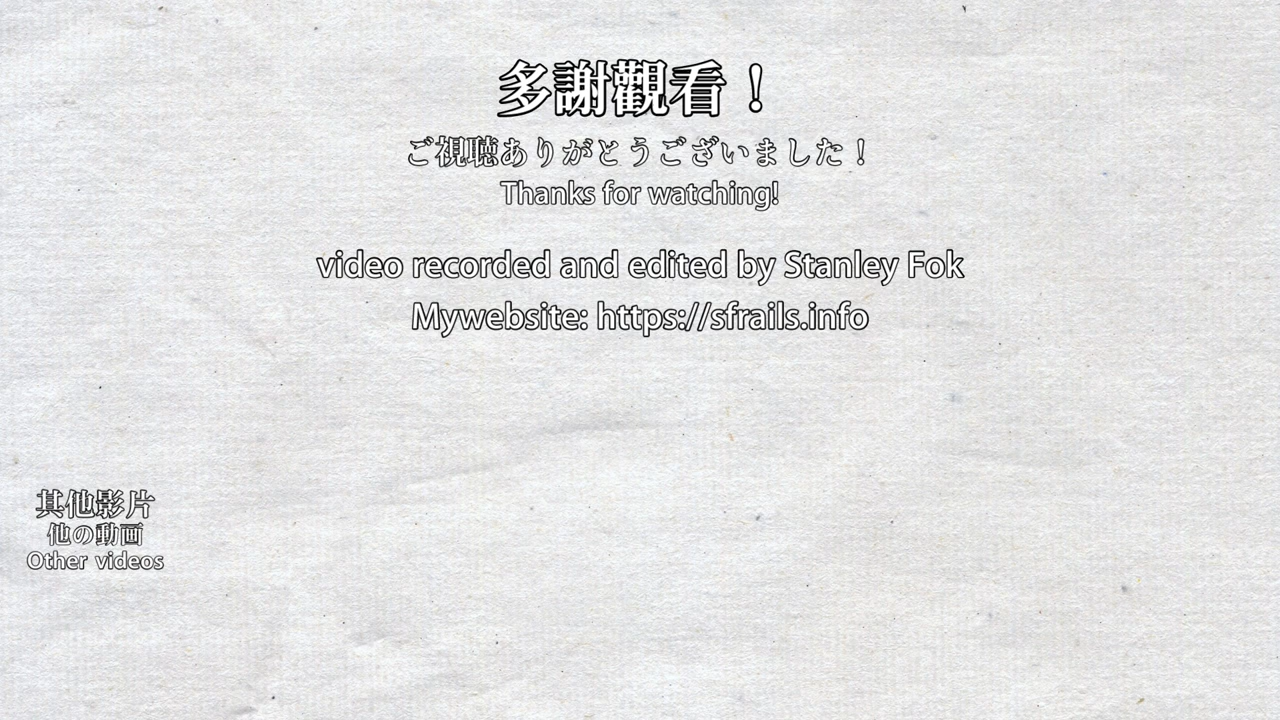 多謝觀看！
ご視聴ありがとうございました！
Thanks for watching!
video recorded and edited by Stanley Fok
Mywebsite: https://sfrails.info
其他影片
他の動画
Other videos